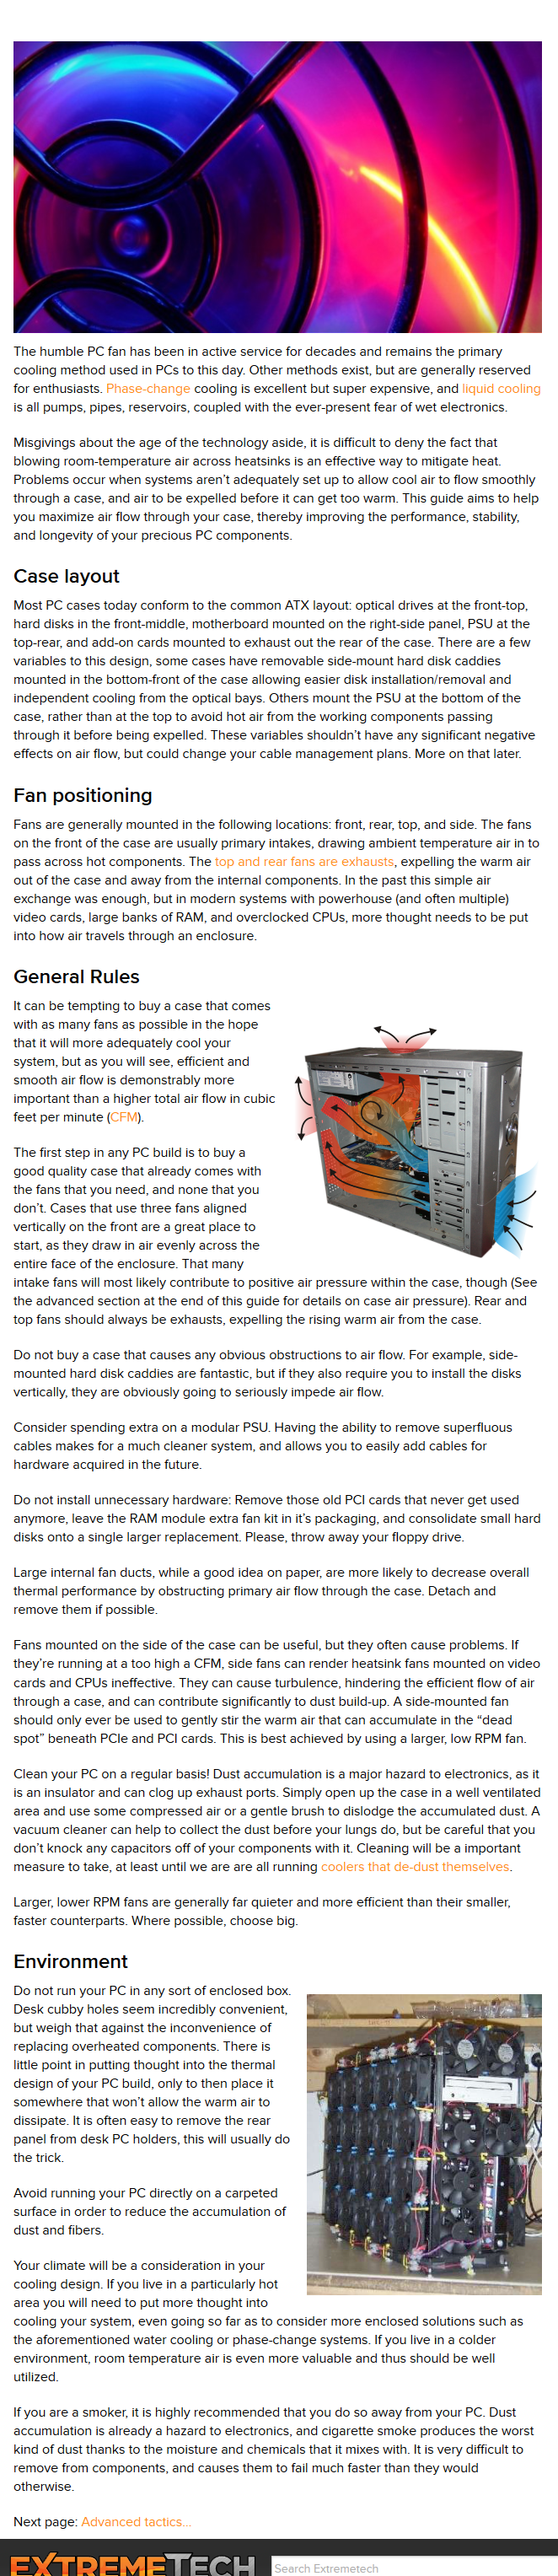 The humble PC fan has been in active service for decades and remains the primary
cooling method used in PCs to this day. Other methods exist, but are generally reserved
for enthusiasts. Phase-change cooling is excellent but super expensive, and liquid cooling
is all pumps, pipes, reservoirs, coupled with the ever-present fear of wet electronics.
Misgivings about the age of the technology aside, it is difficult to deny the fact that
blowing room-temperature air across heatsinks is an effective way to mitigate heat.
Problems occur when systems aren't adequately set up to allow cool air to flow smoothly
through a case, and air to be expelled before it can get too warm. This guide aims to help
you maximize air flow through your case, thereby improving the performance, stability,
and longevity of your precious PC components.
Case layout
Most PC cases today conform to the common ATX layout: optical drives at the front-top,
hard disks in the front-middle, motherboard mounted on the right-side panel, PSU at the
top-rear, and add-on cards mounted to exhaust out the rear of the case. There are a few
variables to this design, some cases have removable side-mount hard disk caddies
mounted in the bottom-front of the case allowing easier disk installation/removal and
independent cooling from the optical bays. Others mount the PSU at the bottom of the
case, rather than at the top to avoid hot air from the working components passing
through it before being expelled. These variables shouldn't have any significant negative
effects on air flow, but could change your cable management plans. More on that later.
Fan positioning
Fans are generally mounted in the following locations: front, rear, top, and side. The fans
on the front of the case are usually primary intakes, drawing ambient temperature air in to
pass across hot components. The top and rear fans are exhausts, expelling the warm air
out of the case and away from the internal components. In the past this simple air
exchange was enough, but in modern systems with powerhouse (and often multiple)
video cards, large banks of RAM, and overclocked CPUs, more thought needs to be put
into how air travels through an enclosure.
General Rules
It can be tempting to buy a case that comes
with as many fans as possible in the hope
that it will more adequately cool your
system, but as you will see, efficient and
smooth air flow is demonstrably more
important than a higher total air flow in cubic
feet per minute (CFM).
The first step in any PC build is to buy a
good quality case that already comes with
the fans that you need, and none that you
don't. Cases that use three fans aligned
vertically on the front are a great place to
start, as they draw in air evenly across the
entire face of the enclosure. That many
intake fans will most likely contribute to positive air pressure within the case, though (See
the advanced section at the end of this guide for details on case air pressure). Rear and
top fans should always be exhausts, expelling the rising warm air from the case.
Do not buy a case that causes any obvious obstructions to air flow. For example, side-
mounted hard disk caddies are fantastic, but if they also require you to install the disks
vertically, they are obviously going to seriously impede air flow.
Consider spending extra on a modular PSU. Having the ability to remove superfluous
cables makes for a much cleaner system, and allows you to easily add cables for
hardware acquired in the future.
Do not install unnecessary hardware: Remove those old PCI cards that never get used
anymore, leave the RAM module extra fan kit in it's packaging, and consolidate small hard
disks onto a single larger replacement. Please, throw away your floppy drive.
Large internal fan ducts, while a good idea on paper, are more likely to decrease overall
thermal performance by obstructing primary air flow through the case. Detach and
remove them if possible.
Fans mounted on the side of the case can be useful, but they often cause problems. If
they're running at a too high a CFM, side fans can render heatsink fans mounted on video
cards and CPUs ineffective. They can cause turbulence, hindering the efficient flow of air
through a case, and can contribute significantly to dust build-up. A side-mounted fan
should only ever be used to gently stir the warm air that can accumulate in the “dead
spot” beneath PCIe and PCI cards. This is best achieved by using a larger, low RPM fan.
Clean your PC on a regular basis! Dust accumulation is a major hazard to electronics, as it
is an insulator and can clog up exhaust ports. Simply open up the case in a well ventilated
area and use some compressed air or a gentle brush to dislodge the accumulated dust. A
vacuum cleaner can help to collect the dust before your lungs do, but be careful that you
don't knock any capacitors off of your components with it. Cleaning will be a important
measure to take, at least until we are are all running coolers that de-dust themselves.
Larger, lower RPM fans are generally far quieter and more efficient than their smaller,
faster counterparts. Where possible, choose big.
Environment
Do not run your PC in any sort of enclosed box.
Desk cubby holes seem incredibly convenient,
but weigh that against the inconvenience of
replacing overheated components. There is
little point in putting thought into the thermal
design of your PC build, only to then place it
somewhere that won't allow the warm air to
dissipate. It is often easy to remove the rear
panel from desk PC holders, this will usually do
the trick.
Avoid running your PC directly on a carpeted
surface in order to reduce the accumulation of
dust and fibers.
Your climate will be a consideration in your
cooling design. If you live in a particularly hot
area you will need to put more thought into
cooling your system, even going so far as to consider more enclosed solutions such as
the aforementioned water cooling or phase-change systems. If you live in a colder
environment, room temperature air is even more valuable and thus should be well
utilized.
If you are a smoker, it is highly recommended that you do so away from your PC. Dust
accumulation is already a hazard to electronics, and cigarette smoke produces the worst
kind of dust thanks to the moisture and chemicals that it mixes with. It is very difficult to
remove from components, and causes them to fail much faster than they would
otherwise.
Next page: Advanced tactics...
EXTREMETECH
Search Extremetech